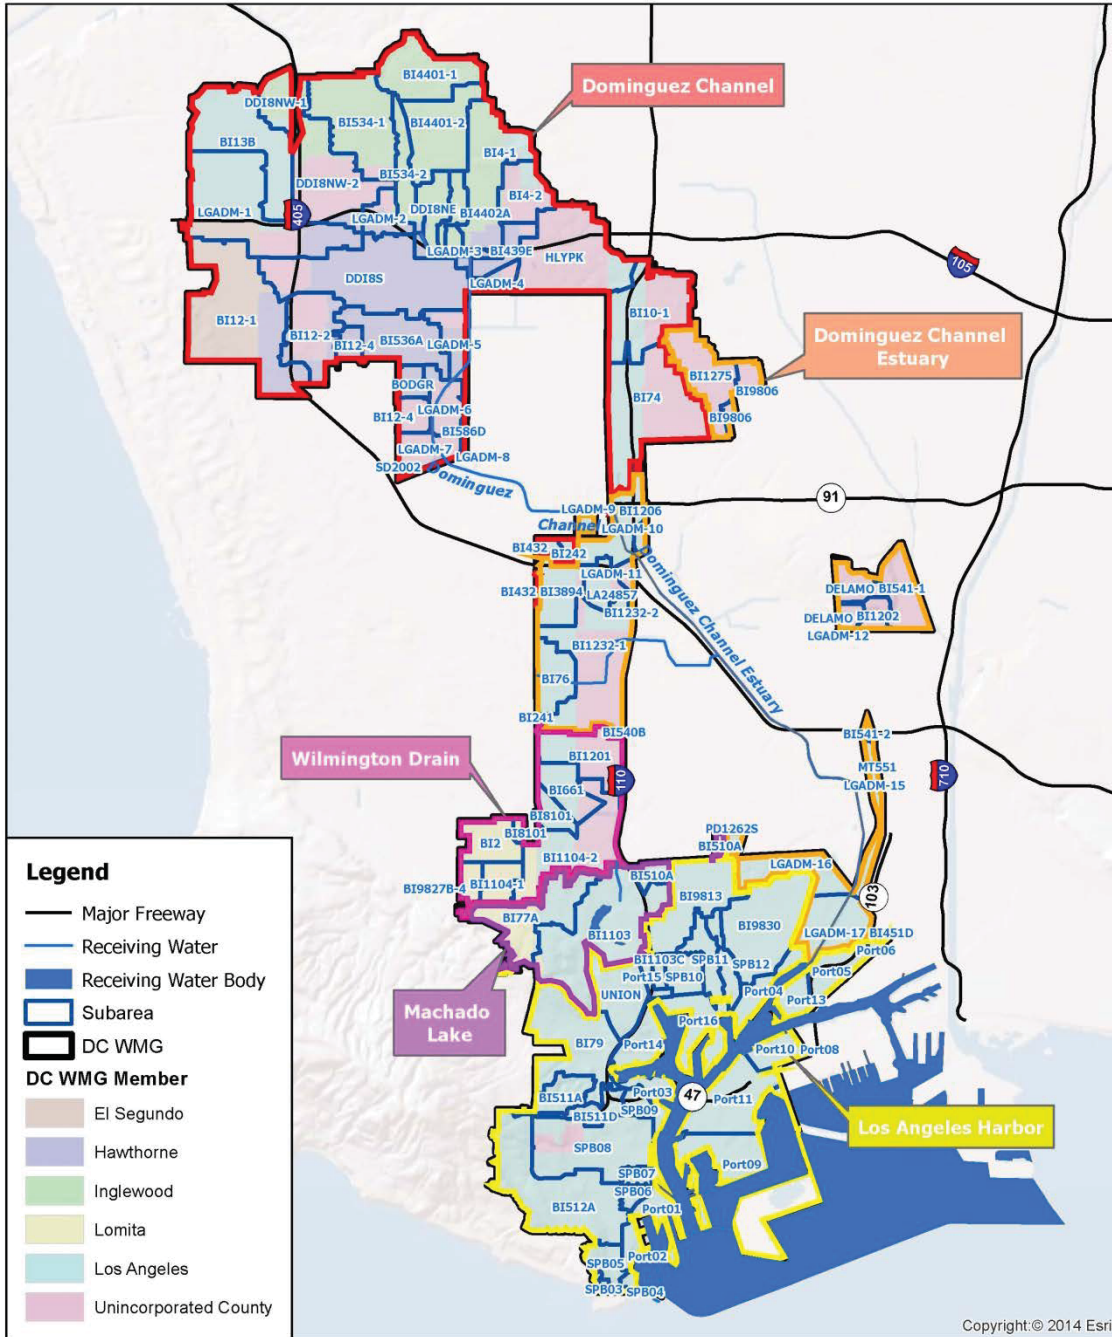 BI4401-1
Dominguez Channel
DDI8NW-1
BI534-1
BI4401-2
BI13B
BI4-1
BI534-2
DDI8NW-2
BI4-2
DDI8NE
LGADM-1
405
LGADM-2
BI4402A
LGADM-3
BI439E
HLYPK
105
DDI8S
LGADM-4
BI10-1
BI12-1
BI12-2
BI12-4
BI536A
LGADM-5
Dominguez Channel
Estuary
BI1275
BI9806
BODGR
BI74
BI12-4
LGADM-6
BI9806
BI586D
LGADM-7
LGADM-8
SD2002
Dominguez
91
LGADM-9
BI1206
Channel
LGADM-10
BI432
BI242
LGADM-11
BI432
BI3894
LA24857
BI1232-2
Dominguez Channel Estuary
DELAMO
BI541-1
DELAMO
BI1202
LGADM-12
BI1232-1
BI76
BI241
BI540B
BI541-2
Wilmington Drain
BI1201
110
MT551
LGADM-15
710
BI661
BI8101
BI8101
BI2
PD1262S
BI510A
BI1104-2
LGADM-16
BI9827B-4
BI1104-1
BI510A
BI9813
103
BI77A
BI1103
BI9830
LGADM-17
BI451D
Port06
BI1103C
SPB11
SPB12
Port05
Port15
SPB10
Port04
UNION
Port13
Machado
Lake
Port16
BI79
Port14
Port10
Port08
BI511A
Port03
47
Port11
BI511D
SPB09
Los Angeles Harbor
SPB08
Port09
SPB07
SPB06
BI512A
Port01
SPB05
Port02
SPB03
SPB04
Legend
Major Freeway
Receiving Water
Receiving Water Body
Subarea
DC WMG
DC WMG Member
El Segundo
Hawthorne
Inglewood
Lomita
Los Angeles
Unincorporated County
Copyright:© 2014 Esri